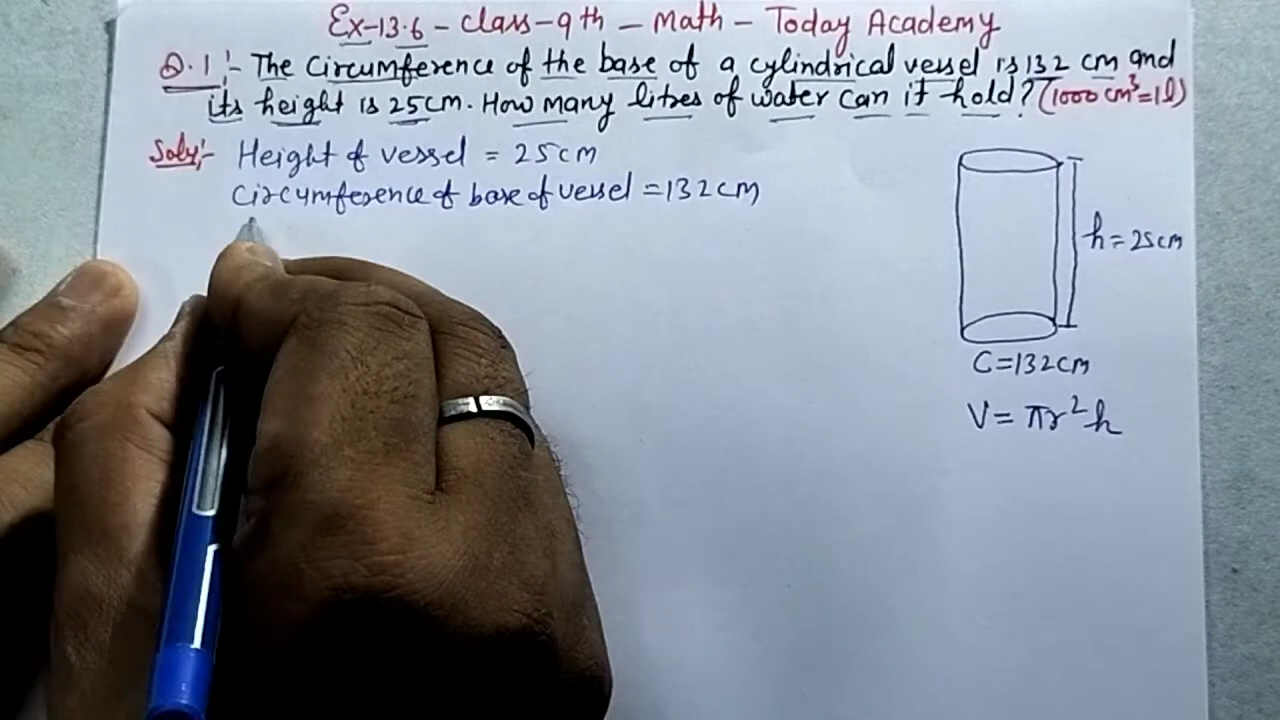 Ex-13.6 - Class-9th - Math - Today Academy
Q.1:- The Circumference of the base of a cylindrical vessel is 132 cm and
its height is 25cm. How many litres of water can it hold? (1000 cm³=1l)
Soln:- Height of vessel = 25cm
Circumference of base of vessel = 132cm
h=25cm
C=132cm
V= πr²h